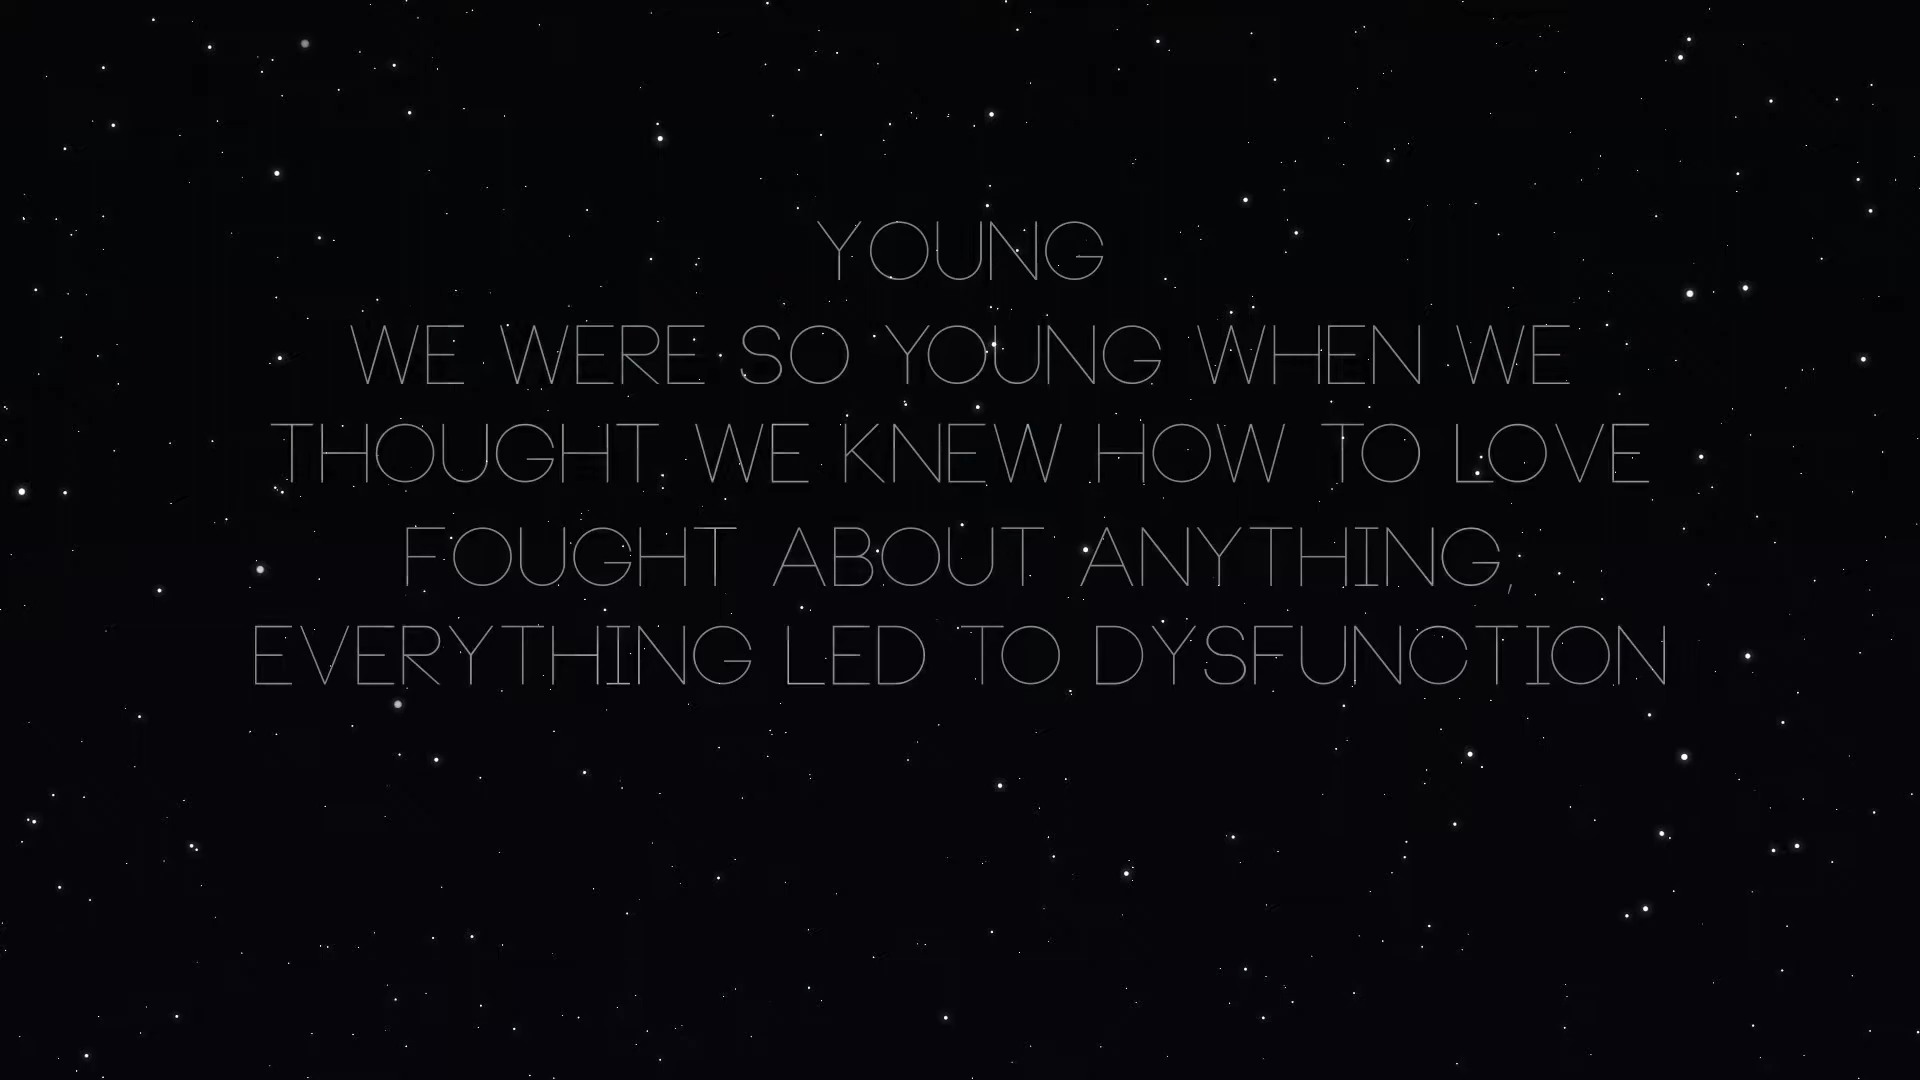 YOUNG
WE WERE SO YOUNG WHEN WE
THOUGHT WE KNEW HOW TO LOVE
FOUGHT ABOUT ANYTHING,
EVERYTHING LED TO DYSFUNCTION